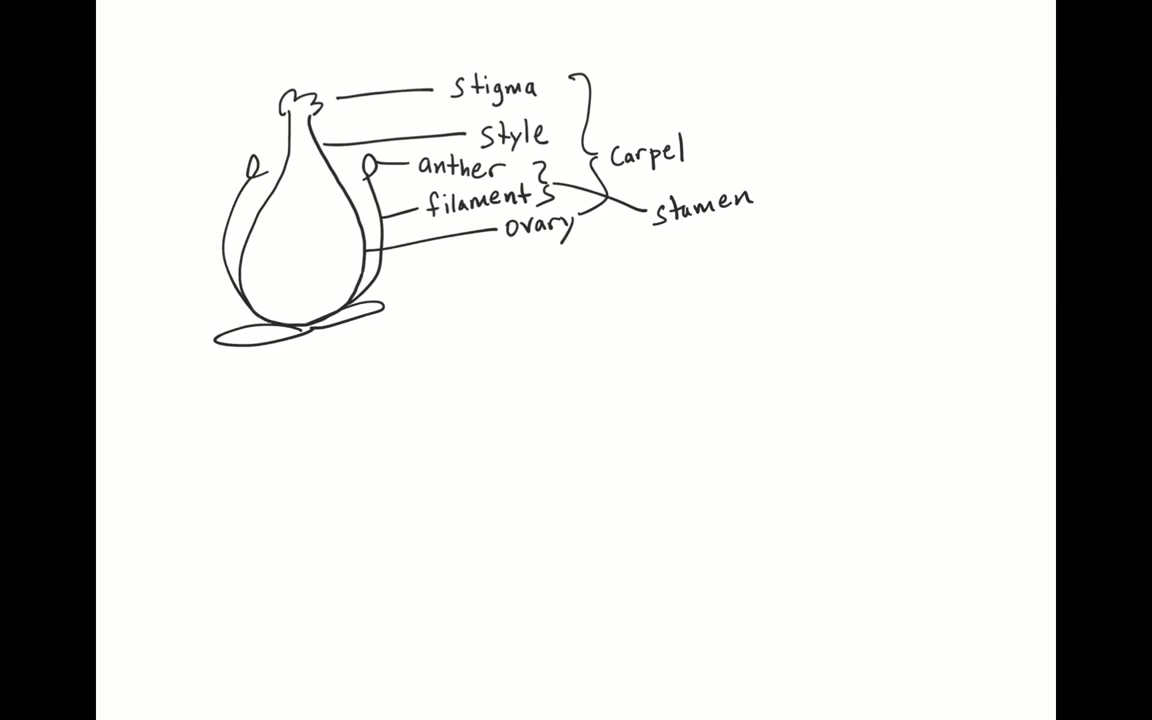 stigma
style
anther
carpel
filament
stamen
ovary